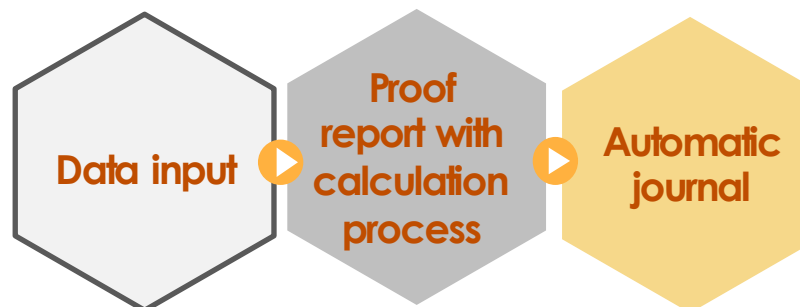 Data input
Proof
report with
calculation
process
Automatic
journal